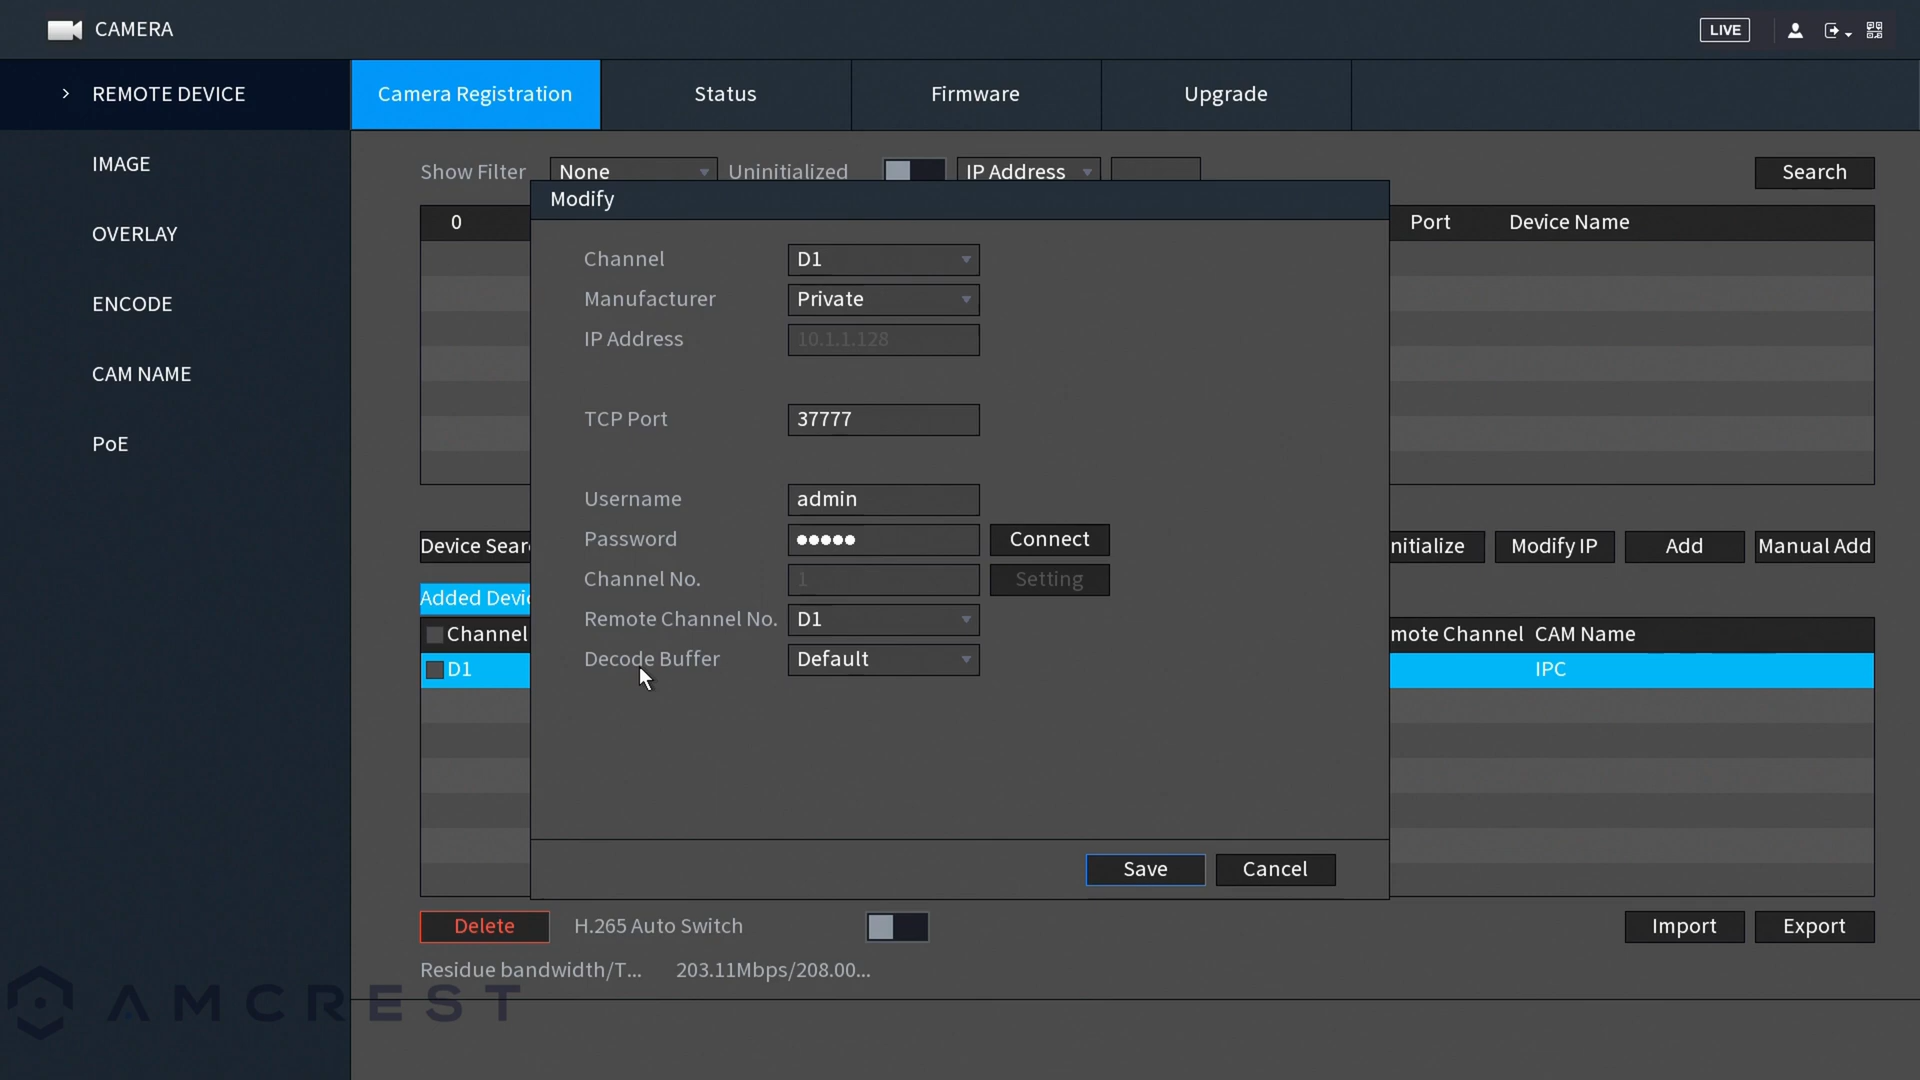 CAMERA
LIVE
REMOTE DEVICE
Camera Registration
Status
Firmware
Upgrade
IMAGE
OVERLAY
ENCODE
CAM NAME
PoE
Show Filter
None
Uninitialized
IP Address
Search
Modify
0
Port
Device Name
Channel
D1
Manufacturer
Private
IP Address
10.1.1.128
TCP Port
37777
Username
admin
Password
●●●●●
Connect
Channel No.
1
Setting
Remote Channel No.
D1
Decode Buffer
Default
Save
Cancel
Device Sear
nitialize
Modify IP
Add
Manual Add
Added Devi
Channel
mote Channel
CAM Name
D1
IPC
Delete
H.265 Auto Switch
Import
Export
Residue bandwidth/T...
203.11Mbps/208.00...
AMCREST